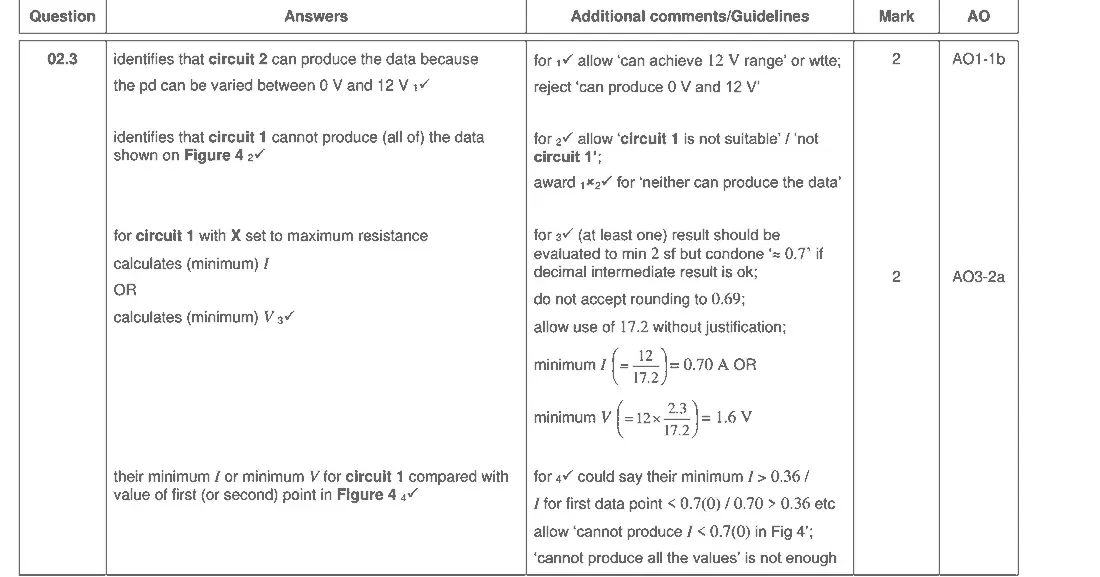 Question Answers Additional comments/Guidelines Mark AO
02.3 identifies that circuit 2 can produce the data because
the pd can be varied between 0 V and 12 V 1✓
for 1✓ allow 'can achieve 12 V range' or wtte;
reject 'can produce 0 V and 12 V'
2 AO1-1b
identifies that circuit 1 cannot produce (all of) the data
shown on Figure 4 2✓
for 2✓ allow 'circuit 1 is not suitable' / 'not
circuit 1';
award 1✖2✓ for 'neither can produce the data'
for circuit 1 with X set to maximum resistance
calculates (minimum) I
OR
calculates (minimum) V 3✓
for 3✓ (at least one) result should be
evaluated to min 2 sf but condone '≈ 0.7' if
decimal intermediate result is ok;
do not accept rounding to 0.69;
allow use of 17.2 without justification;
minimum I (= 12/17.2) = 0.70 A OR
minimum V (= 12 × 2.3/17.2) = 1.6 V
2 AO3-2a
their minimum I or minimum V for circuit 1 compared with
value of first (or second) point in Figure 4 4✓
for 4✓ could say their minimum I > 0.36 /
I for first data point < 0.7(0) / 0.70 > 0.36 etc
allow 'cannot produce I < 0.7(0) in Fig 4';
'cannot produce all the values' is not enough